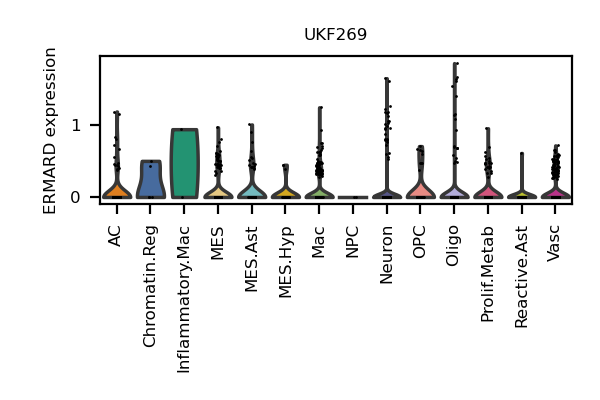 UKF269
ERMARD expression
1
0
AC
Chromatin.Reg
Inflammatory.Mac
MES
MES.Ast
MES.Hyp
Mac
NPC
Neuron
OPC
Oligo
Prolif.Metab
Reactive.Ast
Vasc